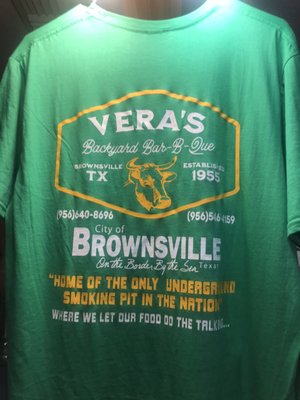 VERA'S
Backyard Bar-B-Que
BROWNSVILLE ESTABLISHED
TX 1955
(956)640-8696 (956)546-4159
City of
BROWNSVILLE
On the Border By the Sea Texas
"HOME OF THE ONLY UNDERGROUND
SMOKING PIT IN THE NATION"
WHERE WE LET OUR FOOD DO THE TALKING...